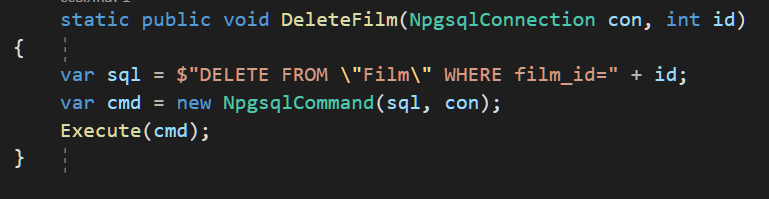 static public void DeleteFilm(NpgsqlConnection con, int id)
{
var sql = $"DELETE FROM \"Film\" WHERE film_id=" + id;
var cmd = new NpgsqlCommand(sql, con);
Execute(cmd);
}